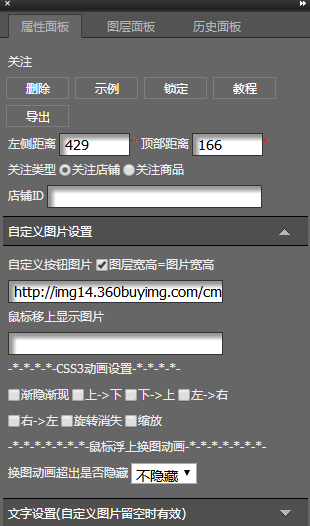 属性面板 图层面板 历史面板
关注
删除 示例 锁定 教程
导出
左侧距离 429 * 顶部距离 166 *
关注类型 关注店铺 关注商品
店铺ID
自定义图片设置
自定义按钮图片 图层宽高=图片宽高
http://img14.360buyimg.com/cm
鼠标移上显示图片
-*-*-*-*-CSS3动画设置-*-*-*-*-
渐隐渐现 上->下 下->上 左->右
右->左 旋转消失 缩放
-*-*-*-*-*-*-*-鼠标浮上换图动画-*-*-*-*-*-*-*-
换图动画超出是否隐藏 不隐藏
文字设置(自定义图片留空时有效)